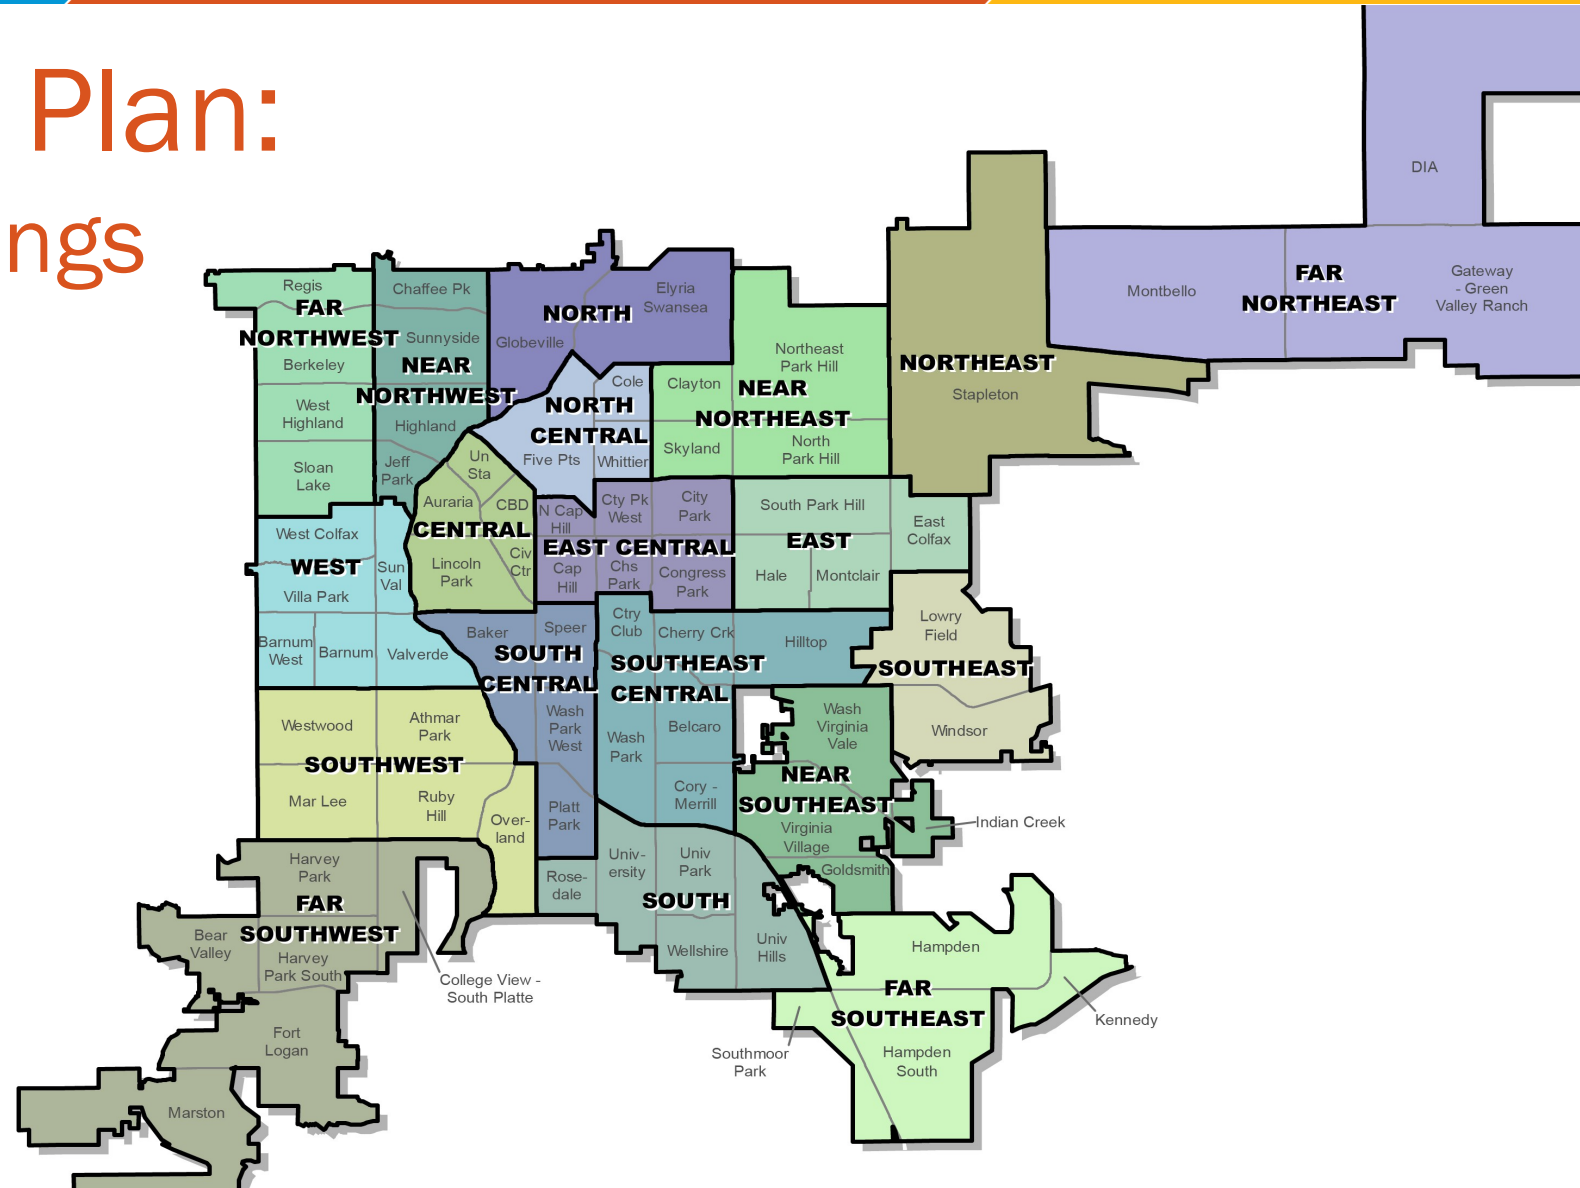 Plan:
ngs
DIA
Regis
FAR
NORTHWEST
Berkeley
West
Highland
Sloan
Lake
Chaffee Pk
Sunnyside
NEAR
NORTHWEST
Highland
Jeff
Park
NORTH
Elyria
Swansea
Globeville
Cole
NORTH
CENTRAL
Five Pts
Whittier
Northeast
Park Hill
Clayton
NEAR
NORTHEAST
Skyland
North
Park Hill
NORTHEAST
Stapleton
Montbello
FAR
NORTHEAST
Gateway
- Green
Valley Ranch
Un
Sta
Auraria
CBD
CENTRAL
Lincoln
Park
Civ
Ctr
N Cap
Hill
Cty Pk
West
City
Park
EAST CENTRAL
Cap
Hill
Chs
Park
Congress
Park
South Park Hill
East
Colfax
EAST
Hale
Montclair
West Colfax
WEST
Sun
Val
Villa Park
Barnum
West
Barnum
Valverde
Baker
Speer
SOUTH
CENTRAL
Wash
Park
West
Platt
Park
Ctry
Club
Cherry Crk
Hilltop
SOUTHEAST
CENTRAL
Wash
Park
Belcaro
Cory -
Merrill
Lowry
Field
SOUTHEAST
Windsor
Wash
Virginia
Vale
NEAR
SOUTHEAST
Virginia
Village
Goldsmith
Indian Creek
Westwood
Athmar
Park
SOUTHWEST
Mar Lee
Ruby
Hill
Over-
land
Rose-
dale
Univ-
ersity
Univ
Park
SOUTH
Wellshire
Univ
Hills
Harvey
Park
FAR
SOUTHWEST
Bear
Valley
Harvey
Park South
College View -
South Platte
Fort
Logan
Marston
Hampden
FAR
SOUTHEAST
Kennedy
Southmoor
Park
Hampden
South